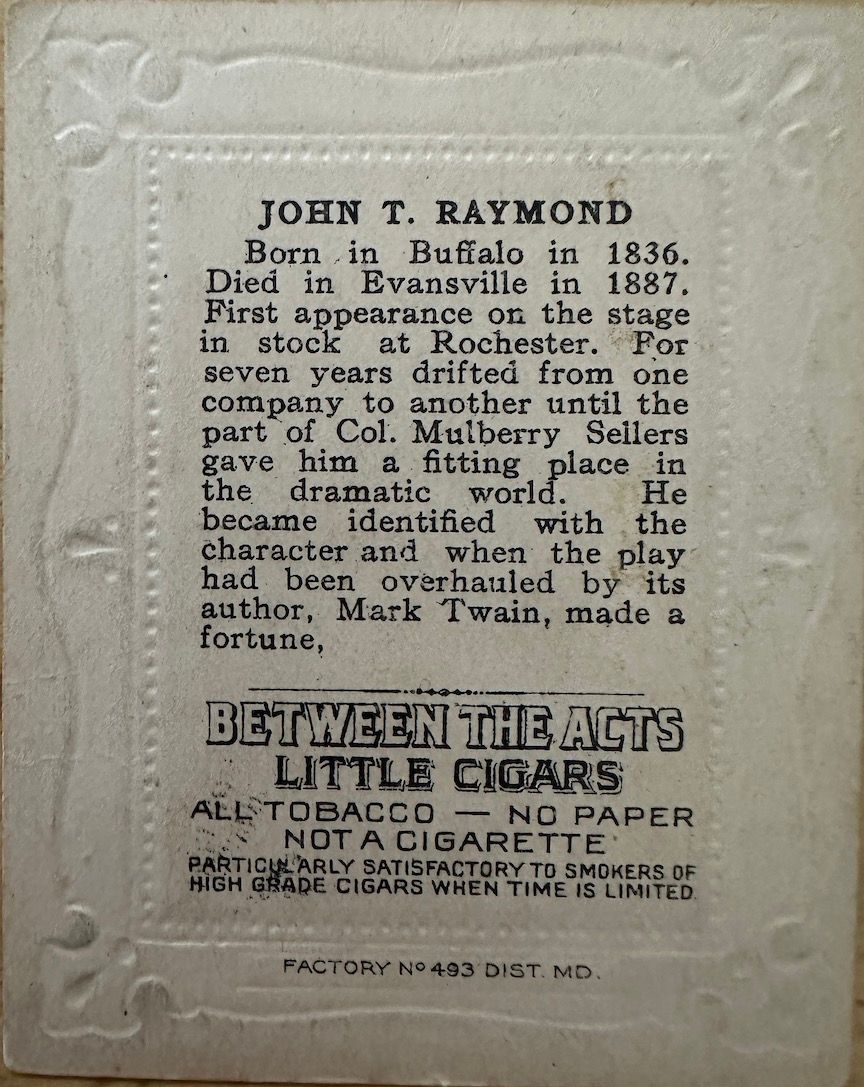 JOHN T. RAYMOND
Born in Buffalo in 1836.
Died in Evansville in 1887.
First appearance on the stage
in stock at Rochester. For
seven years drifted from one
company to another until the
part of Col. Mulberry Sellers
gave him a fitting place in
the dramatic world. He
became identified with the
character and when the play
had been overhauled by its
author, Mark Twain, made a
fortune,
BETWEEN THE ACTS
LITTLE CIGARS
ALL TOBACCO — NO PAPER
NOT A CIGARETTE
PARTICULARLY SATISFACTORY TO SMOKERS OF
HIGH GRADE CIGARS WHEN TIME IS LIMITED.
FACTORY Nº 493 DIST. MD.